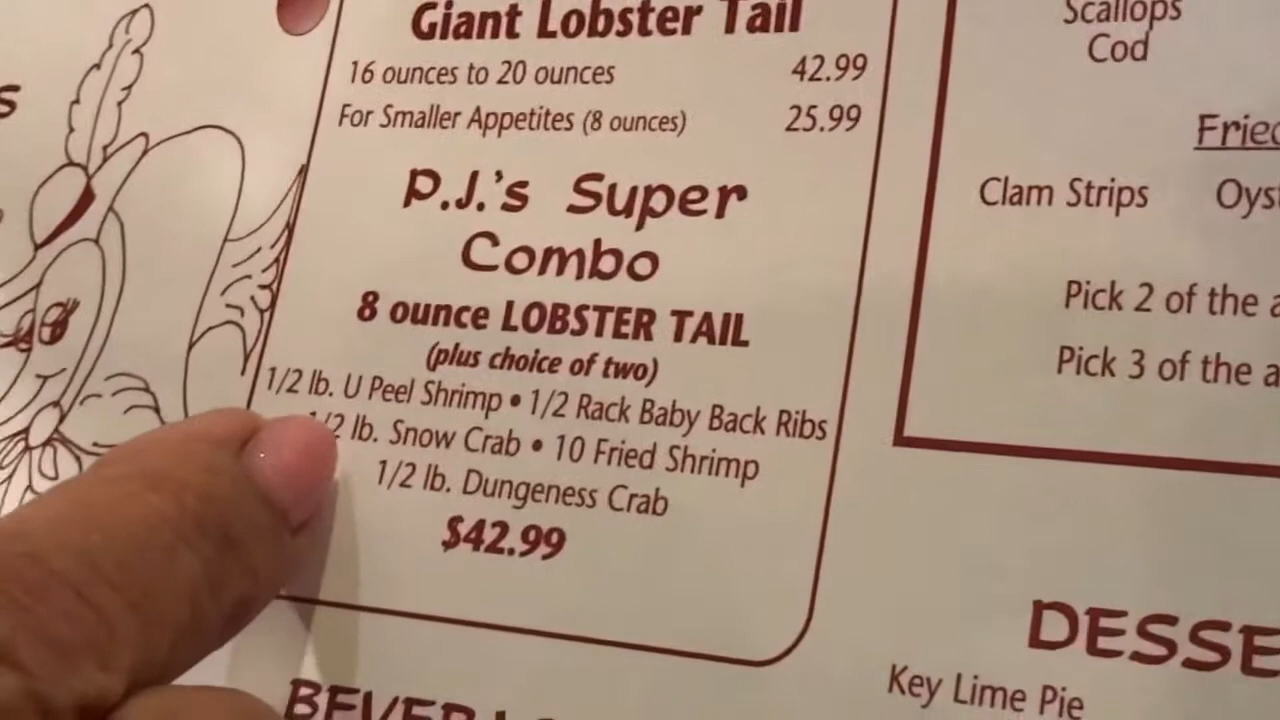 Giant Lobster Tail
16 ounces to 20 ounces 42.99
For Smaller Appetites (8 ounces) 25.99
P.J.'s Super
Combo
8 ounce LOBSTER TAIL
(plus choice of two)
1/2 lb. U Peel Shrimp • 1/2 Rack Baby Back Ribs
1/2 lb. Snow Crab • 10 Fried Shrimp
1/2 lb. Dungeness Crab
$42.99
Scallops
Cod
Clam Strips
Pick 2 of the
Pick 3 of the
Key Lime Pie